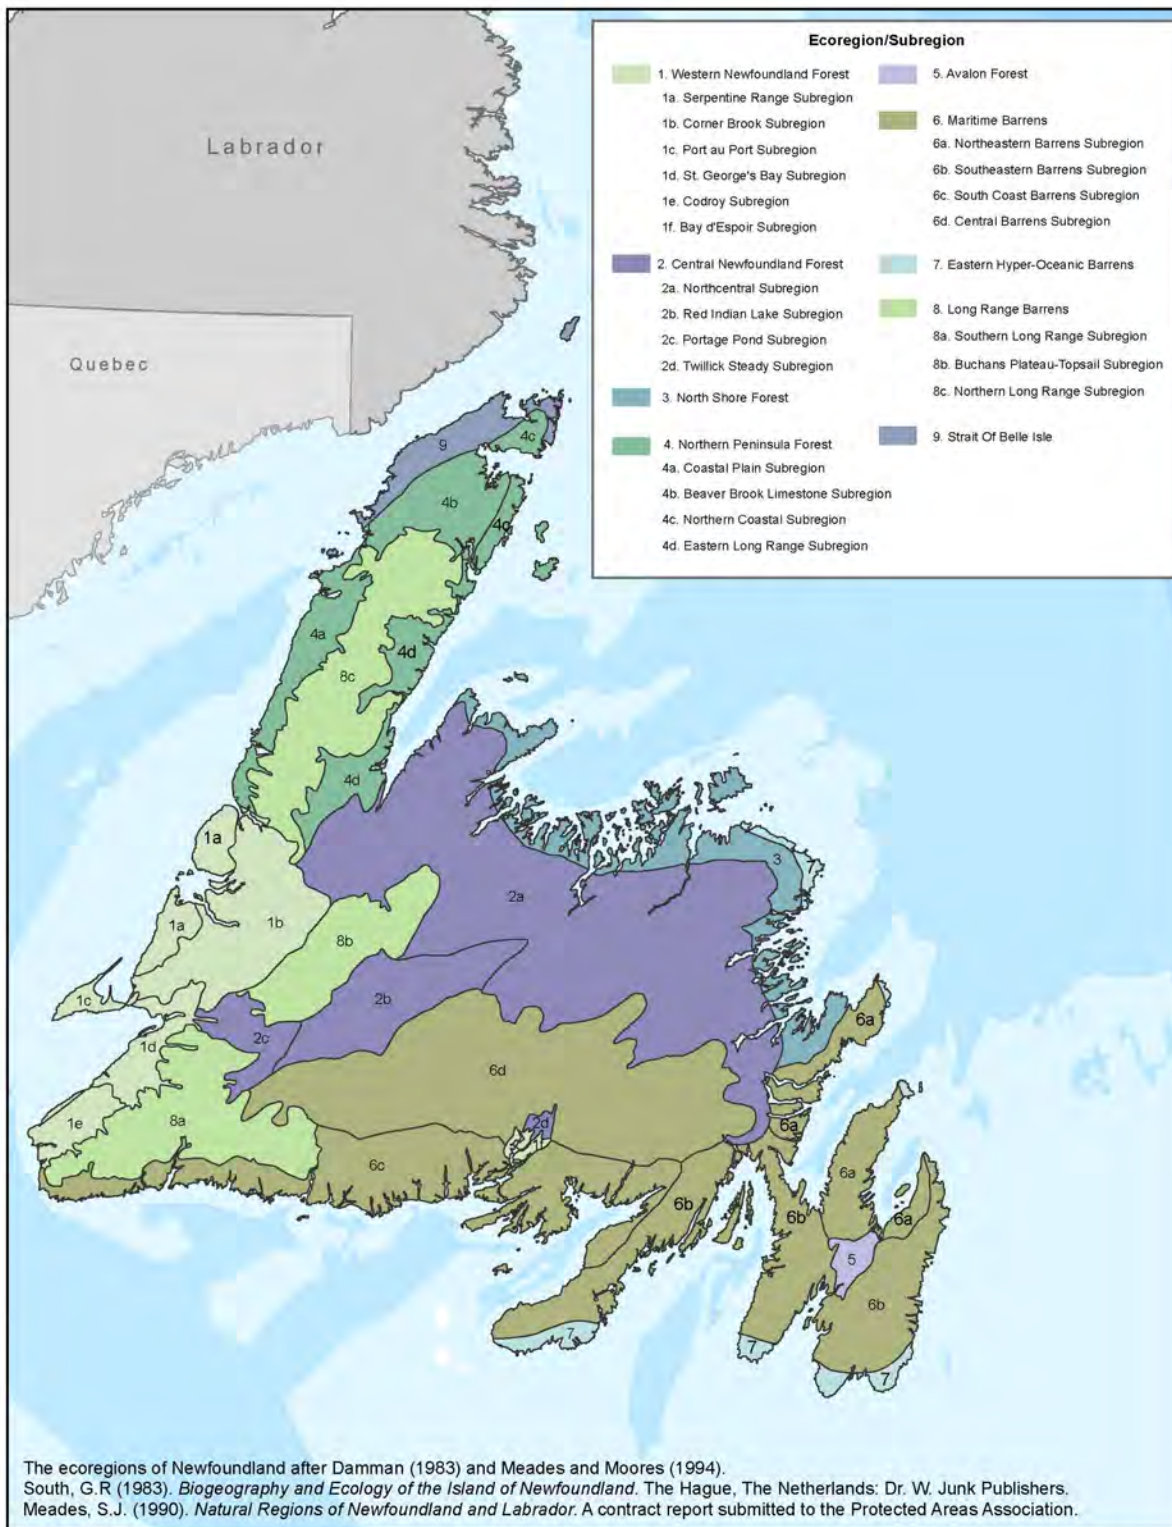 Ecoregion/Subregion
1. Western Newfoundland Forest
1a. Serpentine Range Subregion
1b. Corner Brook Subregion
1c. Port au Port Subregion
1d. St. George's Bay Subregion
1e. Codroy Subregion
1f. Bay d'Espoir Subregion
2. Central Newfoundland Forest
2a. Northcentral Subregion
2b. Red Indian Lake Subregion
2c. Portage Pond Subregion
2d. Twillick Steady Subregion
3. North Shore Forest
4. Northern Peninsula Forest
4a. Coastal Plain Subregion
4b. Beaver Brook Limestone Subregion
4c. Northern Coastal Subregion
4d. Eastern Long Range Subregion
5. Avalon Forest
6. Maritime Barrens
6a. Northeastern Barrens Subregion
6b. Southeastern Barrens Subregion
6c. South Coast Barrens Subregion
6d. Central Barrens Subregion
7. Eastern Hyper-Oceanic Barrens
8. Long Range Barrens
8a. Southern Long Range Subregion
8b. Buchans Plateau-Topsail Subregion
8c. Northern Long Range Subregion
9. Strait Of Belle Isle
Labrador
Quebec
9
4c
4b
4c
4a
4d
8c
4d
1a
3
7
2a
1a
1b
8b
1c
2b
2c
1d
6a
6d
1e
8a
2d
6a
6c
6a
6b
6b
6a
5
6b
7
7
7
The ecoregions of Newfoundland after Damman (1983) and Meades and Moores (1994).
South, G.R (1983). Biogeography and Ecology of the Island of Newfoundland. The Hague, The Netherlands: Dr. W. Junk Publishers.
Meades, S.J. (1990). Natural Regions of Newfoundland and Labrador. A contract report submitted to the Protected Areas Association.